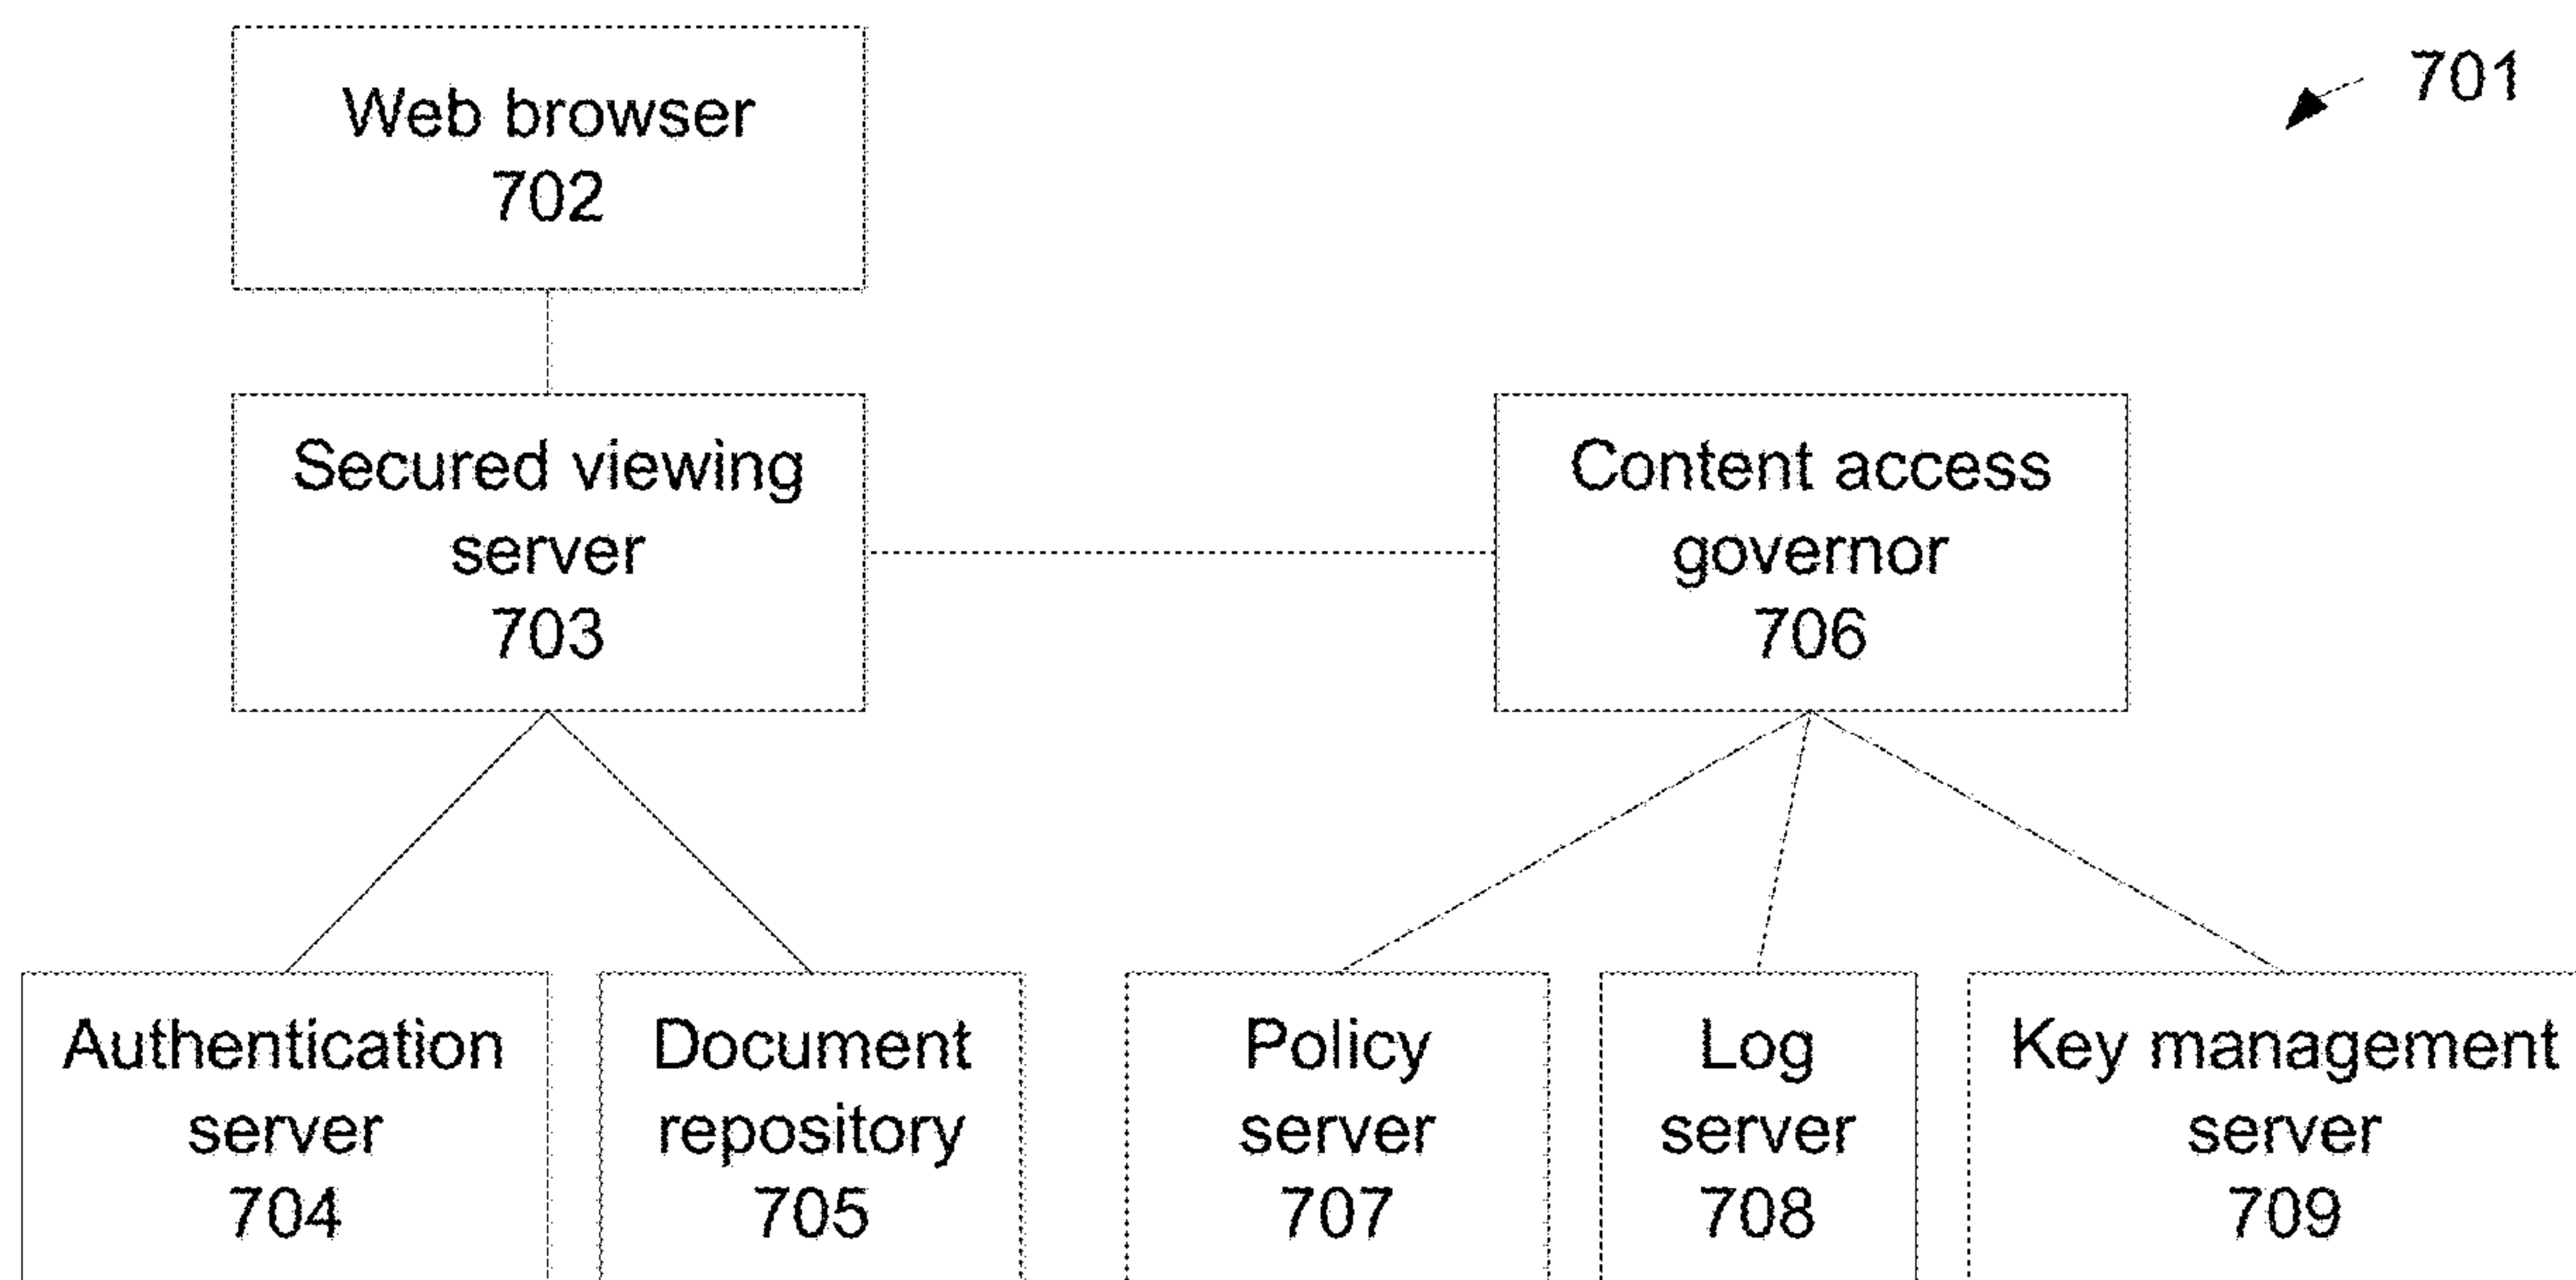 701
Web browser
702
Secured viewing
server
703
Content access
governor
706
Authentication
server
704
Document
repository
705
Policy
server
707
Log
server
708
Key management
server
709